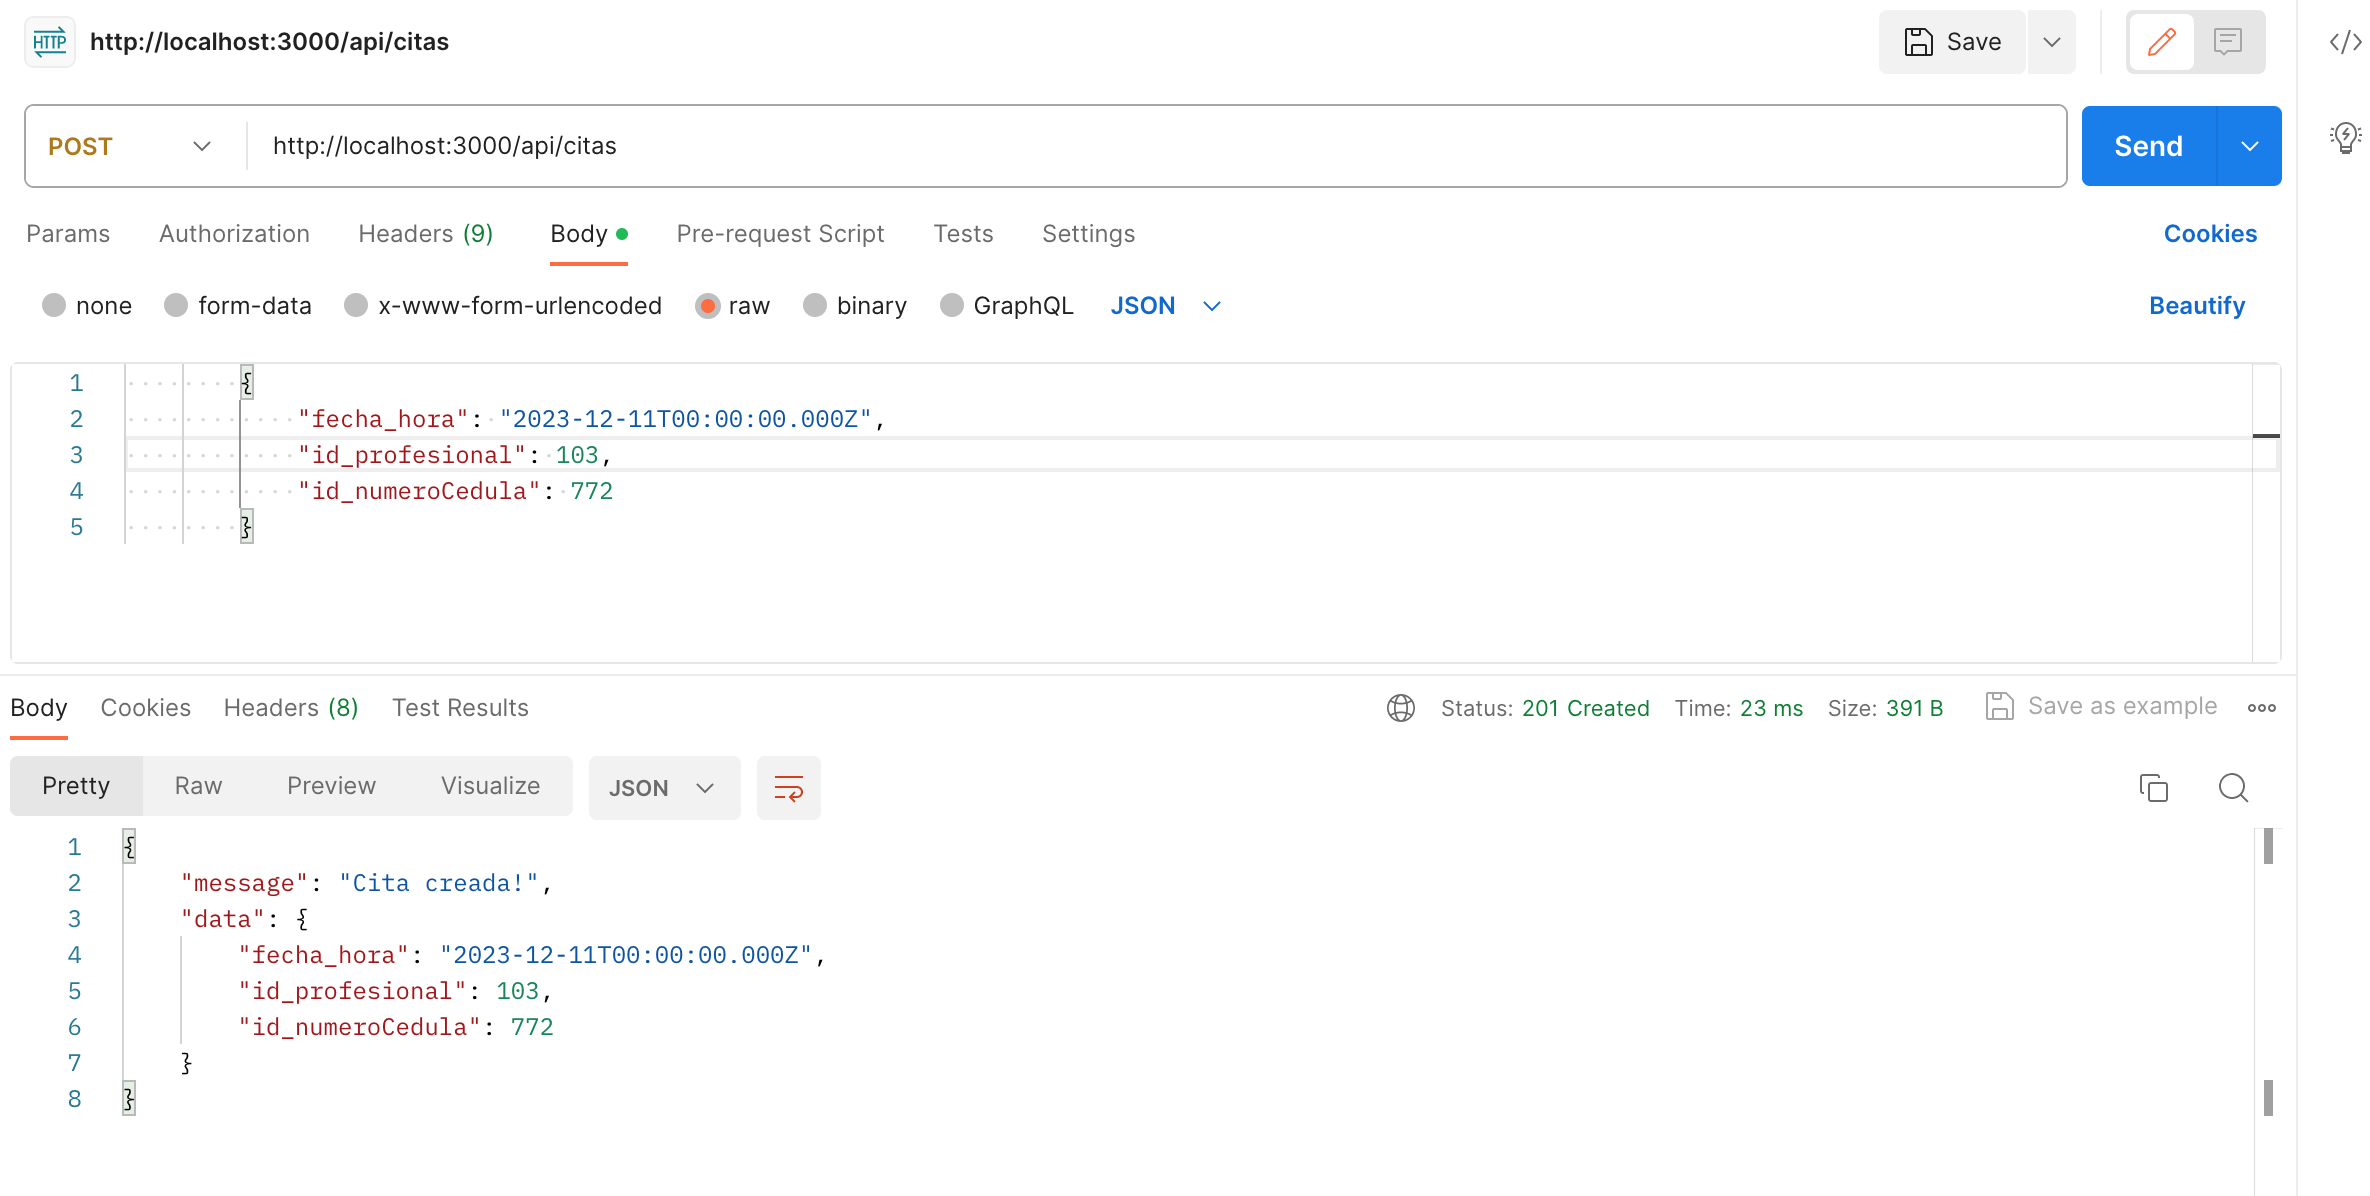 HTTP http://localhost:3000/api/citas Save
POST http://localhost:3000/api/citas Send
Params Authorization Headers (9) Body Pre-request Script Tests Settings Cookies
none form-data x-www-form-urlencoded raw binary GraphQL JSON Beautify
1 {
2 "fecha_hora": "2023-12-11T00:00:00.000Z",
3 "id_profesional": 103,
4 "id_numeroCedula": 772
5 }
Body Cookies Headers (8) Test Results Status: 201 Created Time: 23 ms Size: 391 B Save as example
Pretty Raw Preview Visualize JSON
1 {
2 "message": "Cita creada!",
3 "data": {
4 "fecha_hora": "2023-12-11T00:00:00.000Z",
5 "id_profesional": 103,
6 "id_numeroCedula": 772
7 }
8 }